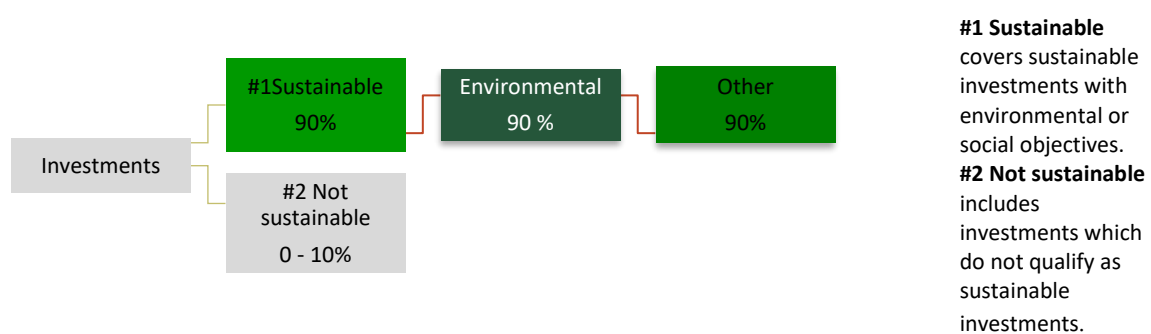 Investments
#1Sustainable
90%
#2 Not
sustainable
0 - 10%
Environmental
90 %
Other
90%
#1 Sustainable
covers sustainable
investments with
environmental or
social objectives.
#2 Not sustainable
includes
investments which
do not qualify as
sustainable
investments.